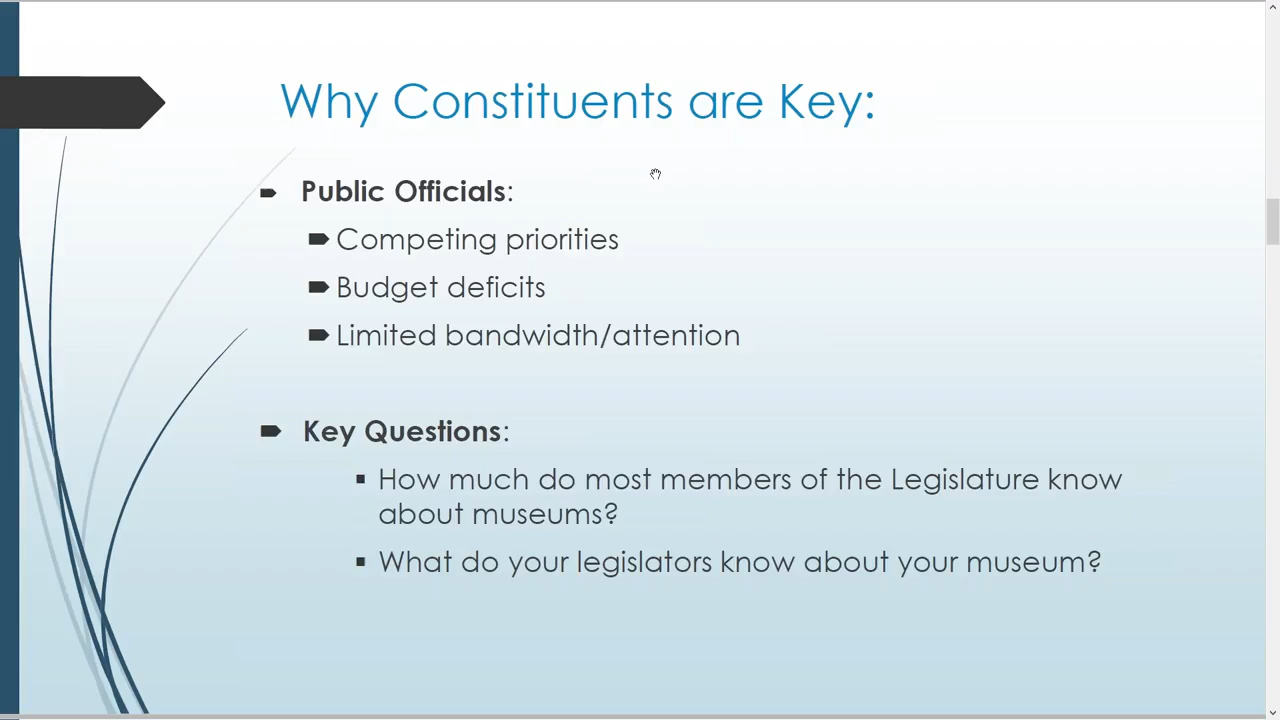 Why Constituents are Key:
Public Officials:
Competing priorities
Budget deficits
Limited bandwidth/attention
Key Questions:
How much do most members of the Legislature know
about museums?
What do your legislators know about your museum?